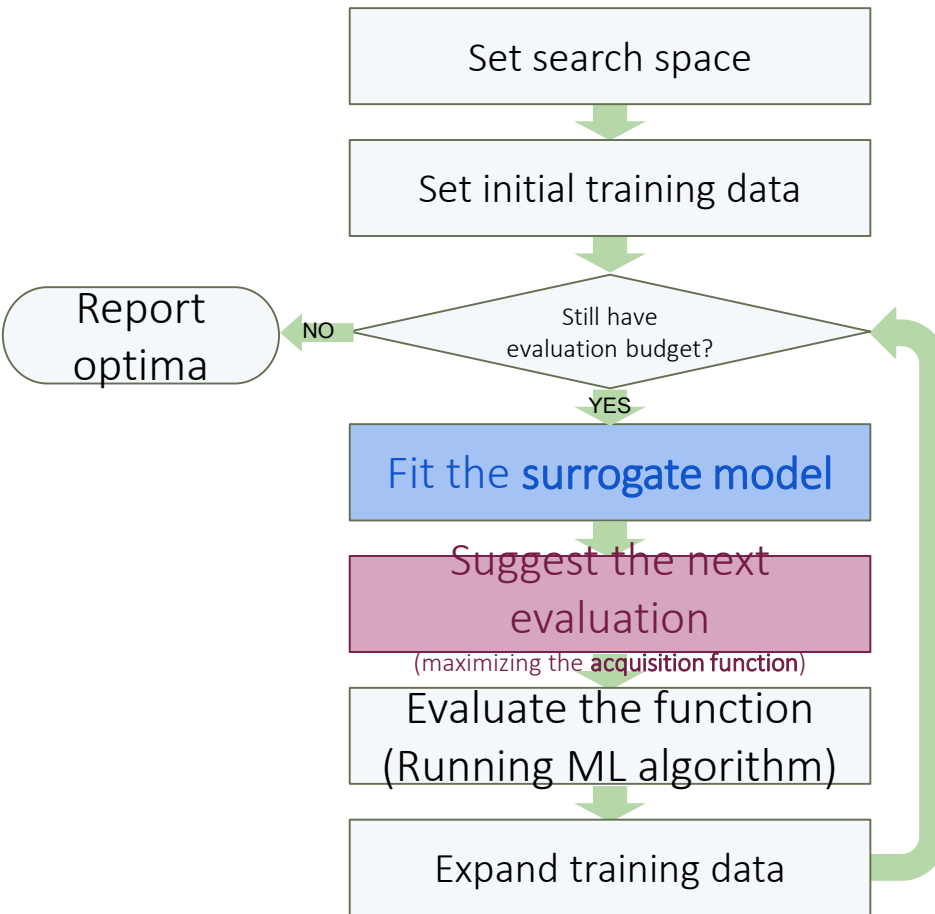 Set search space
Set initial training data
Still have
evaluation budget?
NO
Report
optima
YES
Fit the surrogate model
Suggest the next
evaluation
(maximizing the acquisition function)
Evaluate the function
(Running ML algorithm)
Expand training data